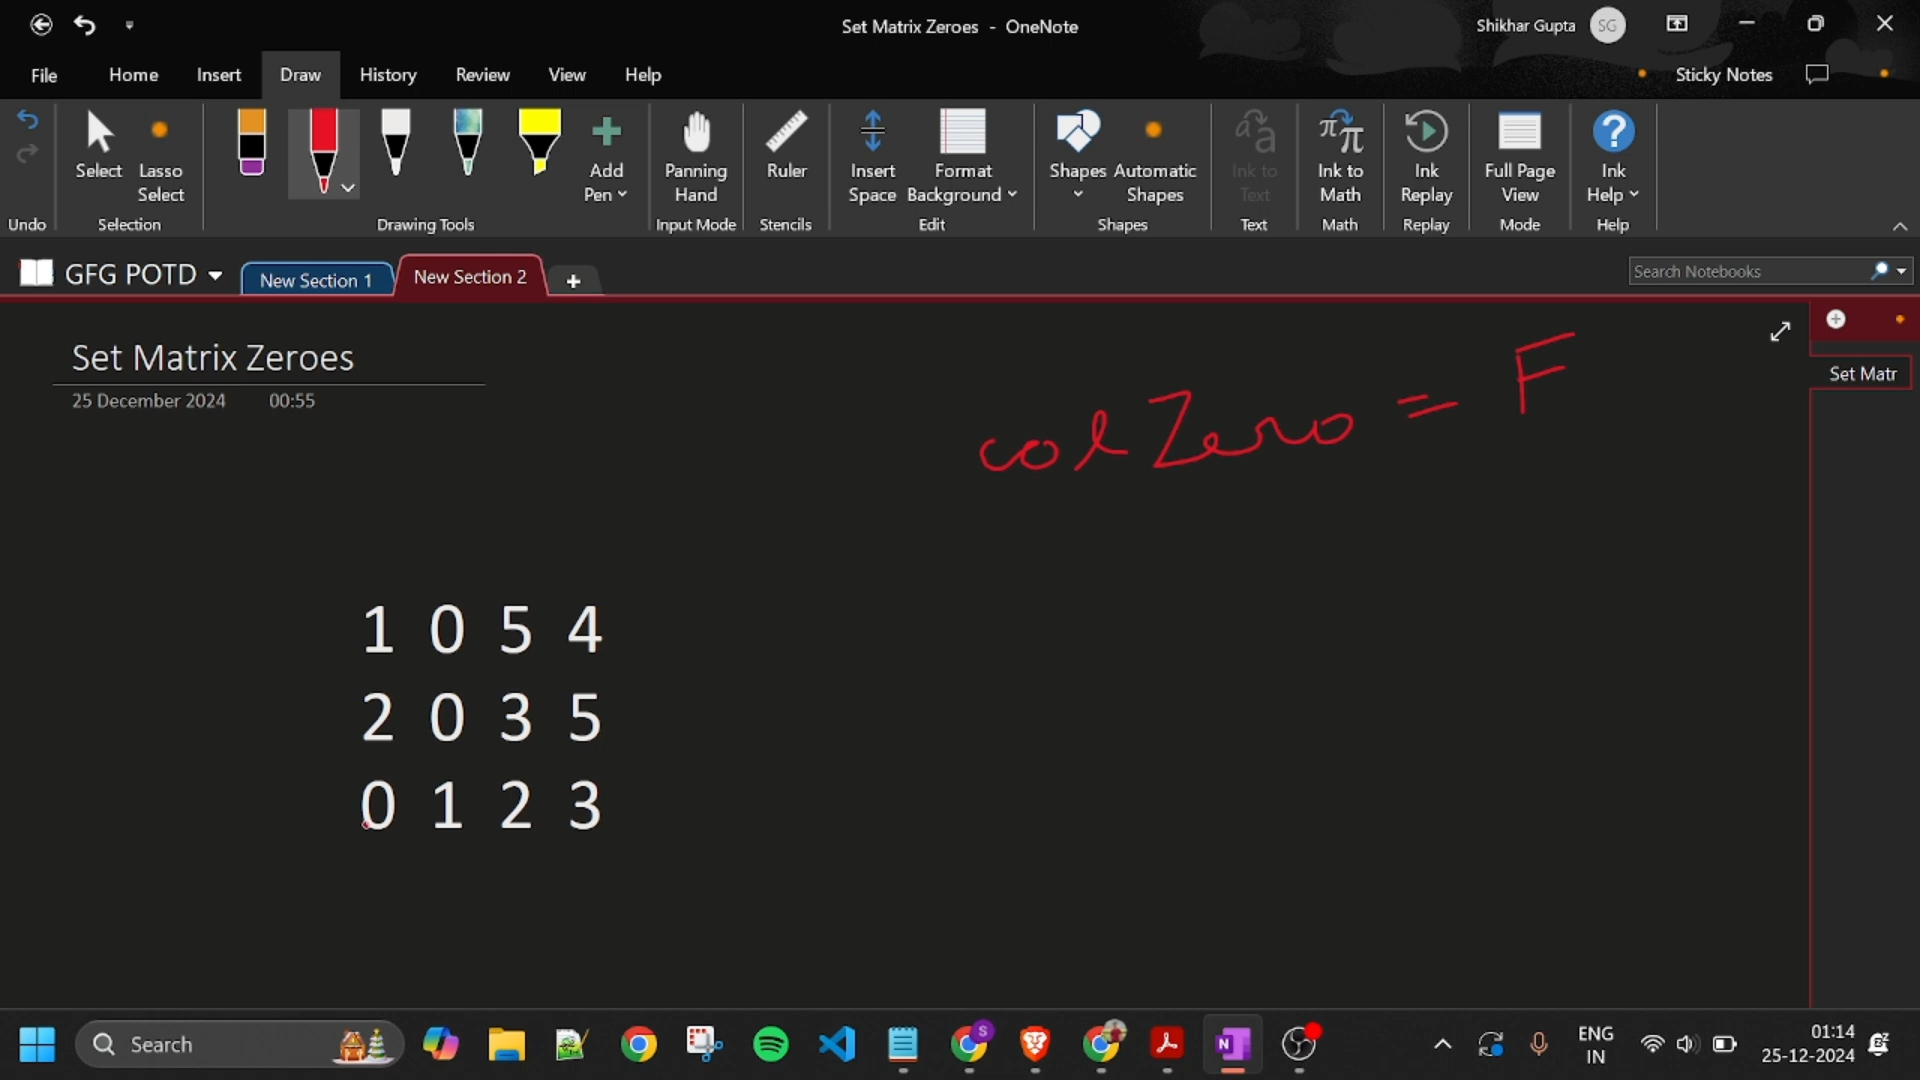 Set Matrix Zeroes - OneNote
Shikhar Gupta SG
File Home Insert Draw History Review View Help
Sticky Notes
Select
Lasso Select
Add Pen
Panning Hand
Ruler
Insert Space
Format Background
Shapes
Automatic Shapes
Ink to Text
Ink to Math
Ink Replay
Full Page View
Ink Help
Undo Selection Drawing Tools Input Mode Stencils Edit Shapes Text Math Replay Mode Help
GFG POTD New Section 1 New Section 2
Search Notebooks
Set Matr
Set Matrix Zeroes
25 December 2024 00:55
colZero = F
1 0 5 4
2 0 3 5
0 1 2 3
Search
ENG
IN
01:14
25-12-2024